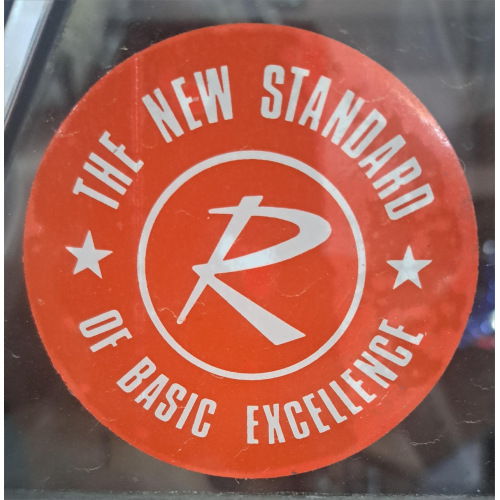 THE NEW STANDARD
R
OF BASIC EXCELLENCE